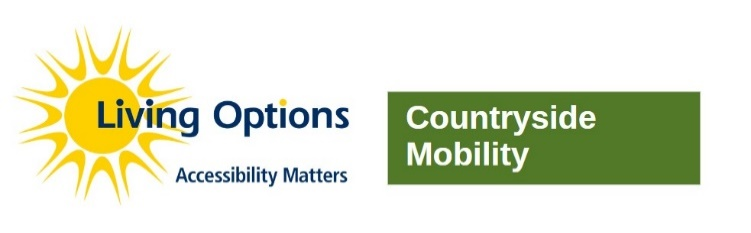 Living Options
Accessibility Matters
Countryside
Mobility